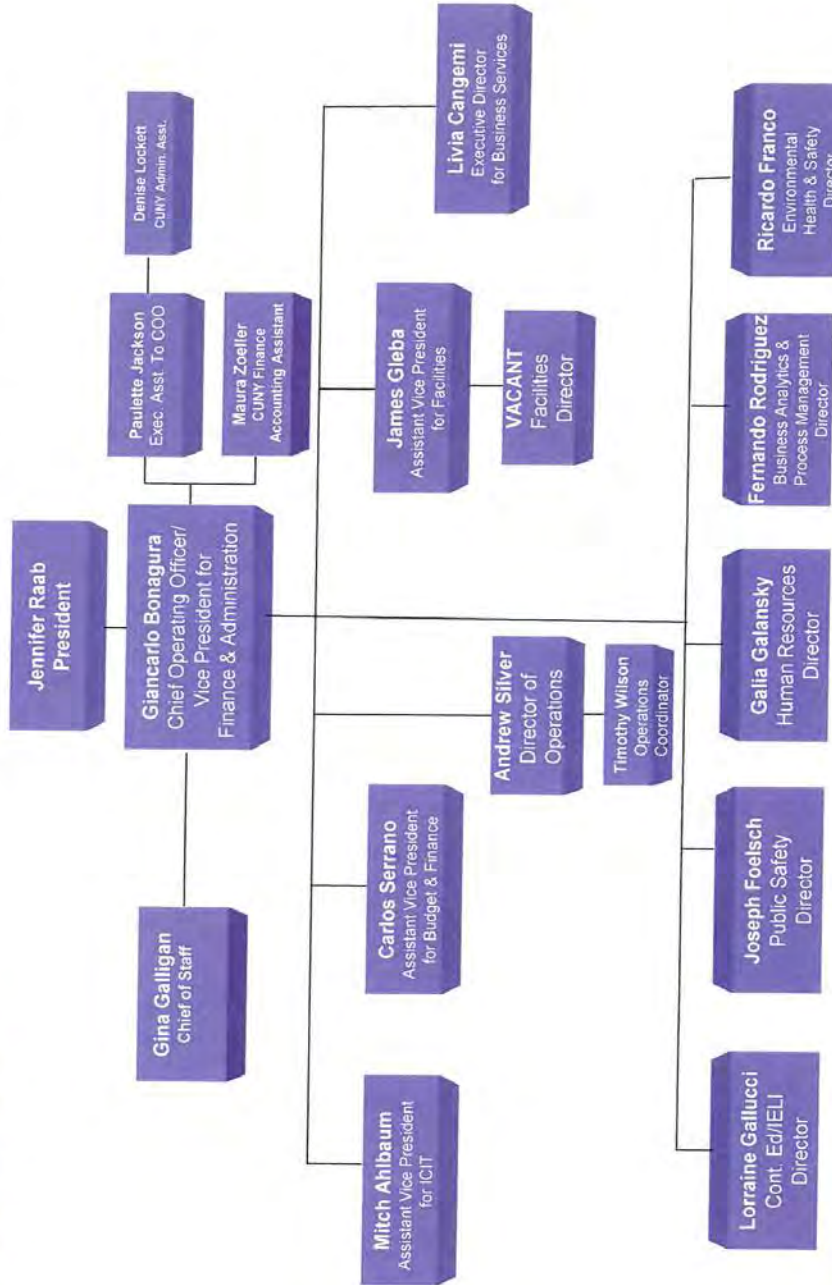 Jennifer Raab
President
Gina Galligan
Chief of Staff
Giancarlo Bonagura
Chief Operating Officer/
Vice President for
Finance & Administration
Paulette Jackson
Exec. Asst. To COO
Denise Lockett
CUNY Admin. Asst.
Maura Zoeller
CUNY Finance
Accounting Assistant
Mitch Ahlbaum
Assistant Vice President
for ICIT
Carlos Serrano
Assistant Vice President
for Budget & Finance
Andrew Silver
Director of
Operations
Timothy Wilson
Operations
Coordinator
James Gleba
Assistant Vice President
for Facilities
VACANT
Facilities
Director
Livia Cangemi
Executive Director
for Business Services
Lorraine Gallucci
Cont. Ed/IELI
Director
Joseph Foelsch
Public Safety
Director
Galia Galansky
Human Resources
Director
Fernando Rodriguez
Business Analytics &
Process Management
Director
Ricardo Franco
Environmental
Health & Safety
Director